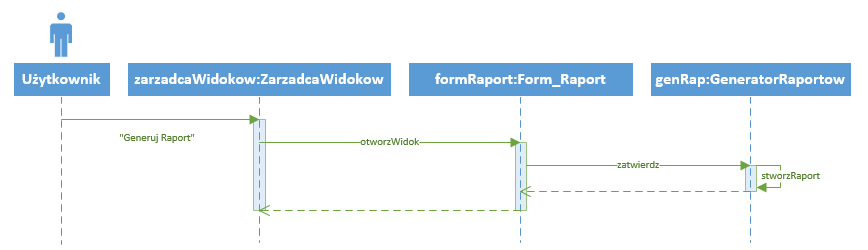 Użytkownik
zarzadcaWidokow:ZarzadcaWidokow
formRaport:Form_Raport
genRap:GeneratorRaportow
"Generuj Raport"
otworzWidok
zatwierdz
stworzRaport